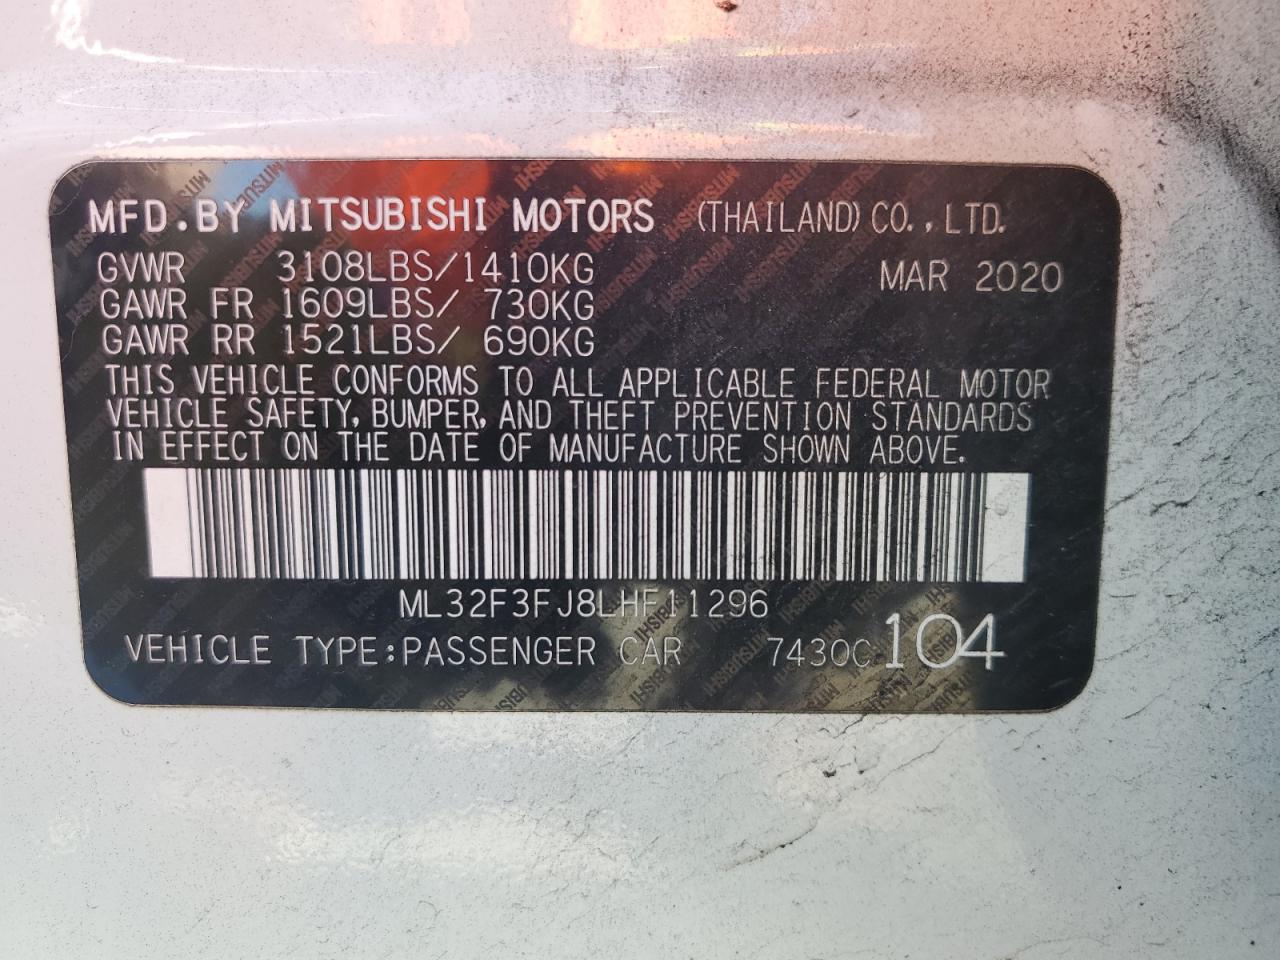 MFD.BY MITSUBISHI MOTORS (THAILAND) CO., LTD.
GVWR 3108LBS/1410KG MAR 2020
GAWR FR 1609LBS/ 730KG
GAWR RR 1521LBS/ 690KG
THIS VEHICLE CONFORMS TO ALL APPLICABLE FEDERAL MOTOR
VEHICLE SAFETY, BUMPER, AND THEFT PREVENTION STANDARDS
IN EFFECT ON THE DATE OF MANUFACTURE SHOWN ABOVE.
ML32F3FJ8LHF11296
VEHICLE TYPE:PASSENGER CAR 7430C104